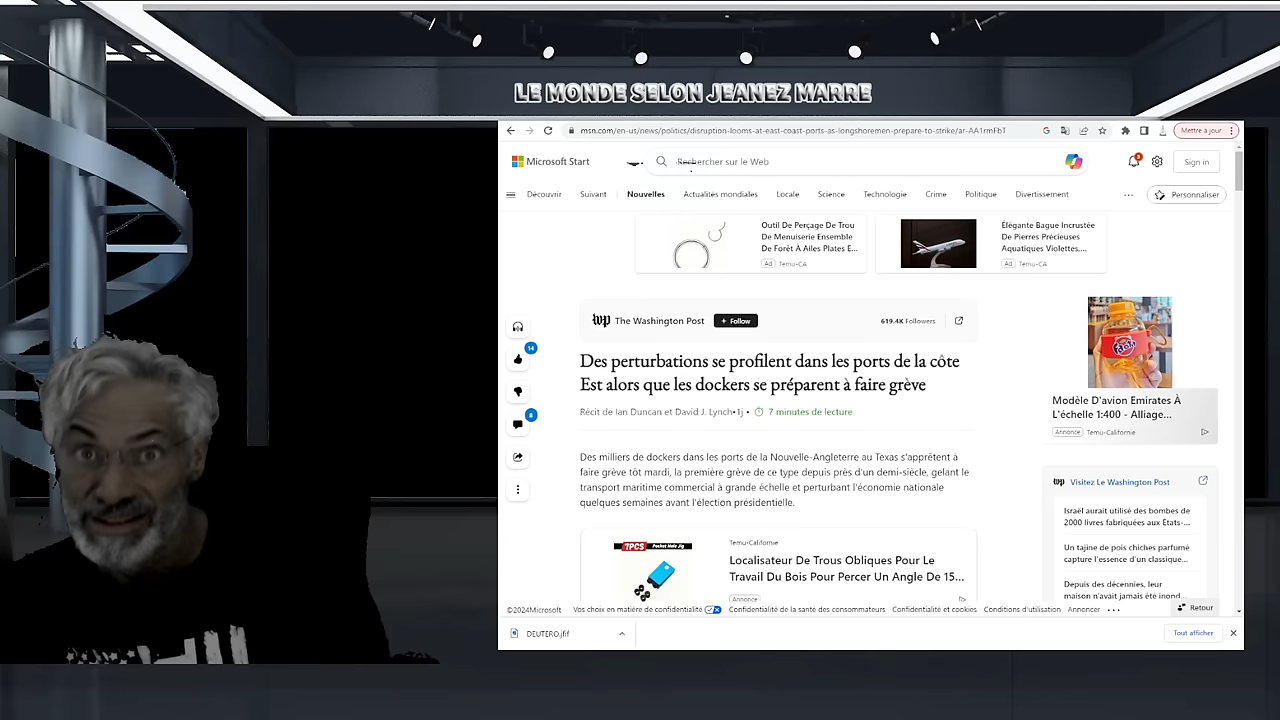 LE MONDE SELON JEANEZ MARRE
msn.com/en-us/news/politics/disruption-looms-at-east-coast-ports-as-longshoremen-prepare-to-strike/ar-AA1rmFbT
Mettre à jour
Microsoft Start
Rechercher sur le Web
Sign in
Découvrir Suivant Nouvelles Actualités mondiales Locale Science Technologie Crime Politique Divertissement
Personnaliser
Outil De Perçage De Trou
De Menuiserie Ensemble
De Forêt À Ailes Plates E...
Ad Temu-CA
Élégante Bague Incrustée
De Pierres Précieuses
Aquatiques Violettes,...
Ad Temu-CA
wp The Washington Post + Follow
619.4K Followers
14
8
Des perturbations se profilent dans les ports de la côte
Est alors que les dockers se préparent à faire grève
Récit de Ian Duncan et David J. Lynch•1j • 7 minutes de lecture
Des milliers de dockers dans les ports de la Nouvelle-Angleterre au Texas s'apprêtent à
faire grève tôt mardi, la première grève de ce type depuis près d'un demi-siècle, gelant le
transport maritime commercial à grande échelle et perturbant l'économie nationale
quelques semaines avant l'élection présidentielle.
7PCS Pocket Hole Jig
Temu-Californie
Localisateur De Trous Obliques Pour Le
Travail Du Bois Pour Percer Un Angle De 15...
Annonce
Modèle D'avion Emirates À
L'échelle 1:400 - Alliage...
Annonce Temu-Californie
wp Visitez Le Washington Post
Israël aurait utilisé des bombes de
2000 livres fabriquées aux États-...
Un tajine de pois chiches parfumé
capture l'essence d'un classique...
Depuis des décennies, leur
maison n'avait jamais été inond...
Retour
©2024Microsoft Vos choix en matière de confidentialité Confidentialité de la santé des consommateurs Confidentialité et cookies Conditions d'utilisation Annoncer
DEUTERO.jfif
Tout afficher